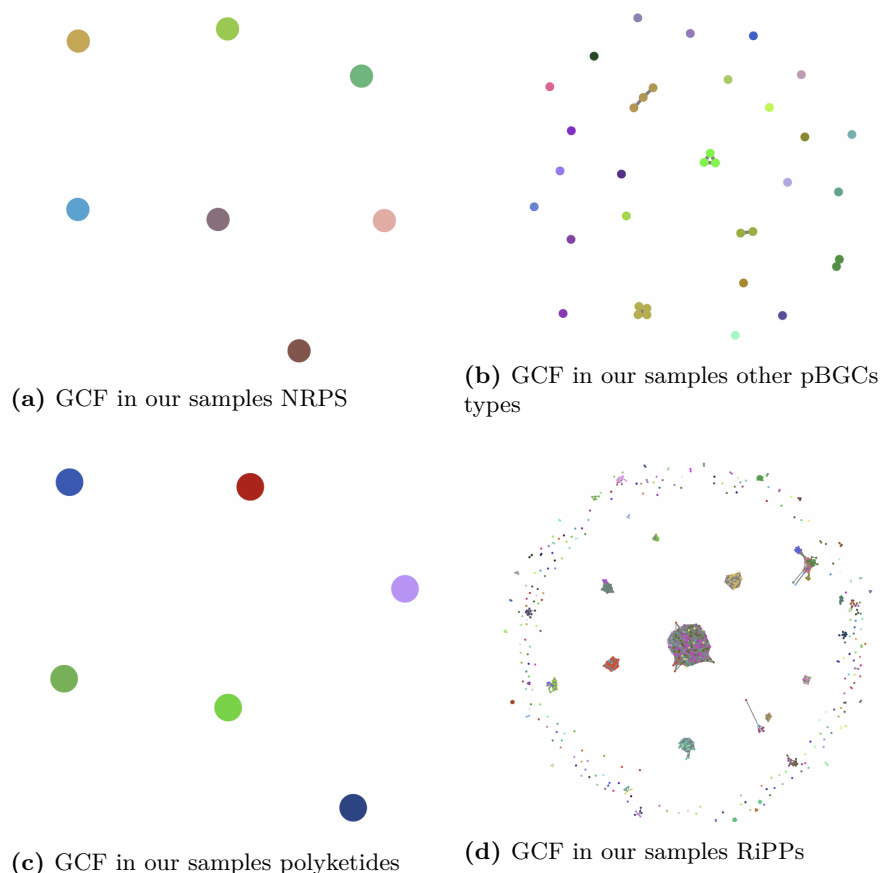 (a) GCF in our samples NRPS
(b) GCF in our samples other pBGCs
types
(c) GCF in our samples polyketides
(d) GCF in our samples RiPPs